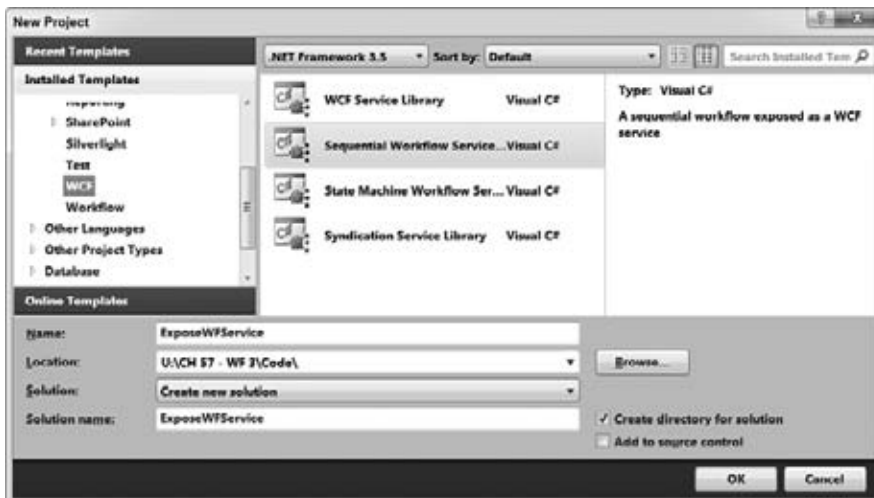 New Project
Recent Templates
.NET Framework 3.5
Sort by: Default
Search Installed Tem
Installed Templates
Reporting
SharePoint
Silverlight
Test
WCF
Workflow
Other Languages
Other Project Types
Database
Online Templates
WCF Service Library Visual C#
Sequential Workflow Service... Visual C#
State Machine Workflow Ser... Visual C#
Syndication Service Library Visual C#
Type: Visual C#
A sequential workflow exposed as a WCF
service
Name: ExposeWFService
Location: U:\CH 57 - WF 3\Code\
Browse...
Solution: Create new solution
Solution name: ExposeWFService
Create directory for solution
Add to source control
OK
Cancel